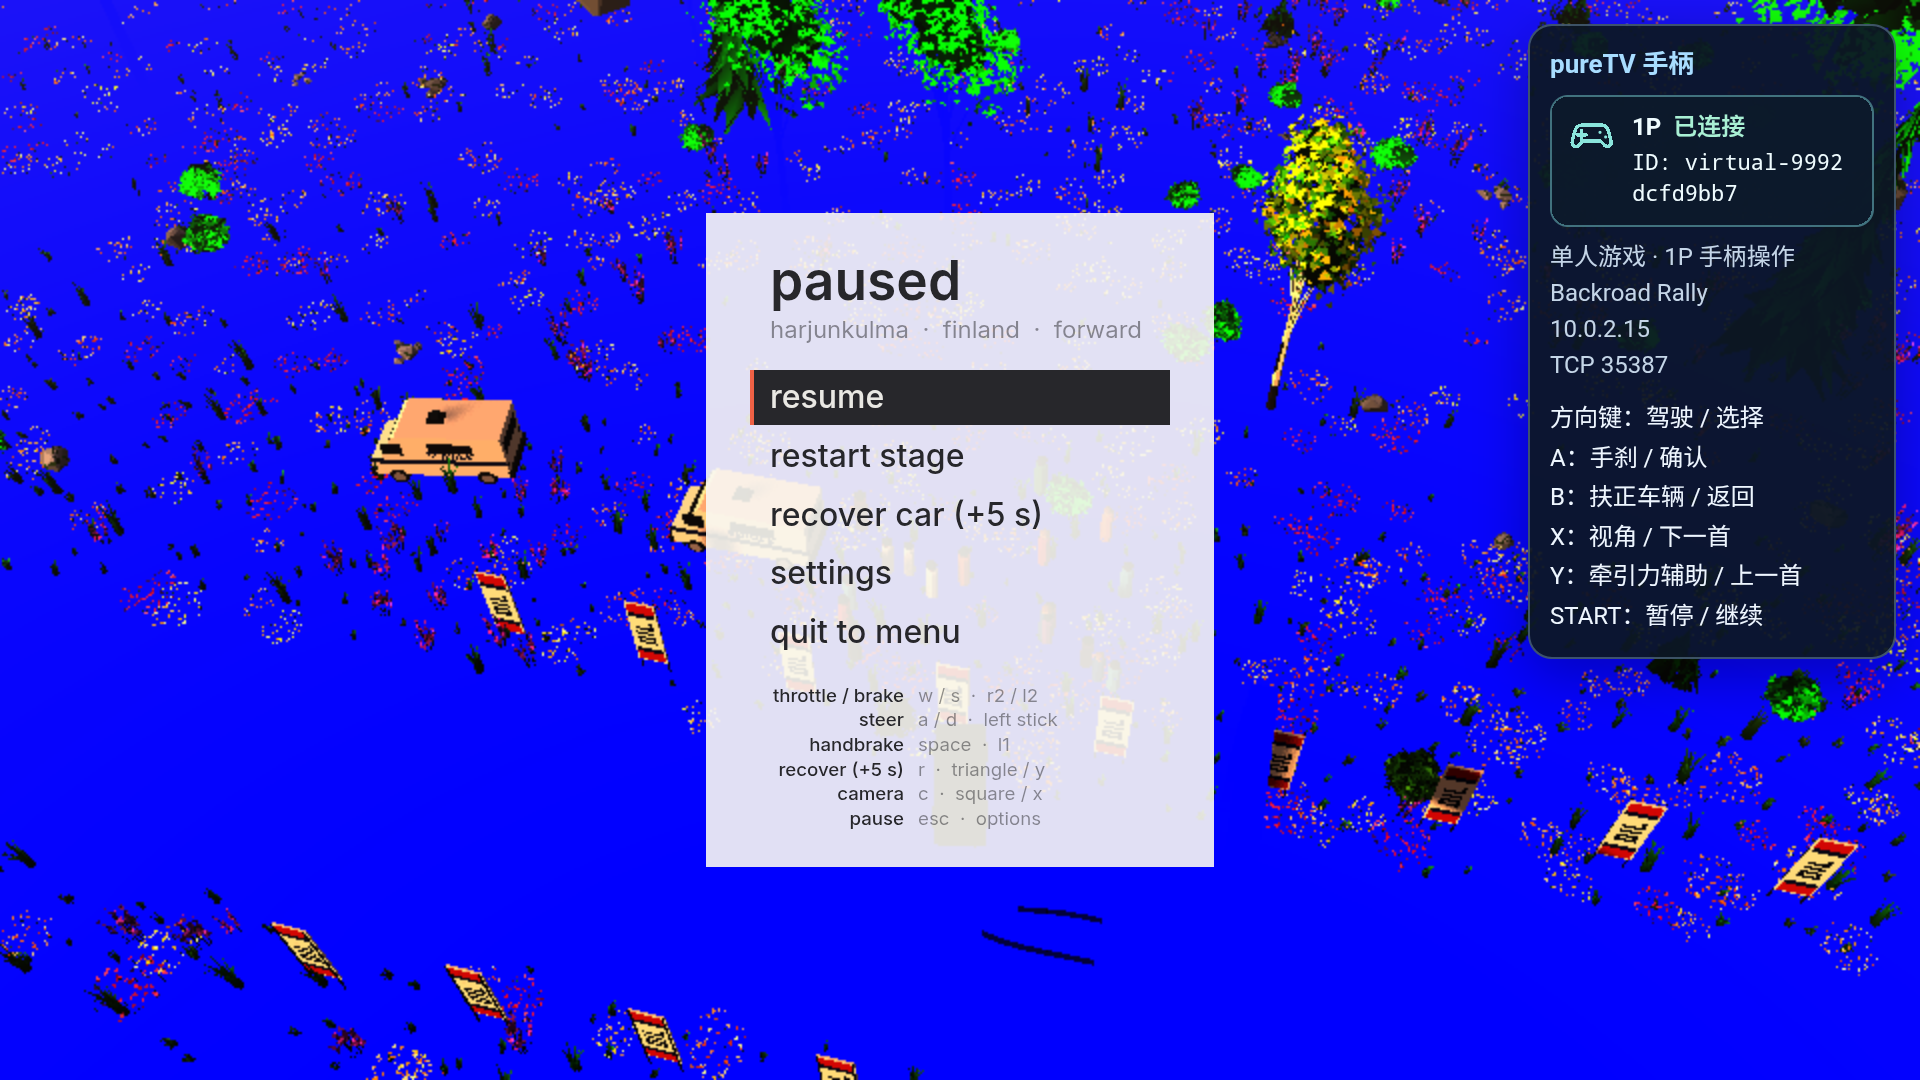 paused
harjunkulma · finland · forward
resume
restart stage
recover car (+5 s)
settings
quit to menu
throttle / brake w / s · r2 / l2
steer a / d · left stick
handbrake space · l1
recover (+5 s) r · triangle / y
camera c · square / x
pause esc · options
pureTV 手柄
1P 已连接
ID: virtual-9992
dcfd9bb7
单人游戏 · 1P 手柄操作
Backroad Rally
10.0.2.15
TCP 35387
方向键：驾驶 / 选择
A：手刹 / 确认
B：扶正车辆 / 返回
X：视角 / 下一首
Y：牵引力辅助 / 上一首
START：暂停 / 继续